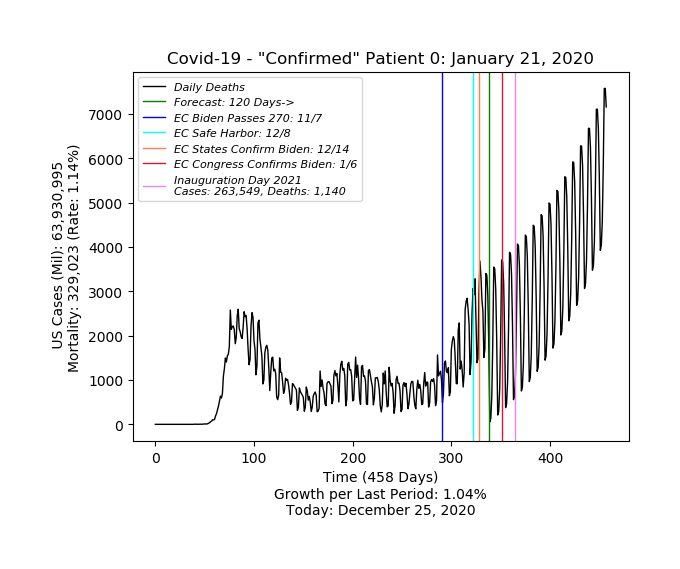 Covid-19 - "Confirmed" Patient 0: January 21, 2020
Daily Deaths
Forecast: 120 Days->
EC Biden Passes 270: 11/7
EC Safe Harbor: 12/8
EC States Confirm Biden: 12/14
EC Congress Confirms Biden: 1/6
Inauguration Day 2021
Cases: 263,549, Deaths: 1,140
US Cases (Mil): 63,930,995
Mortality: 329,023 (Rate: 1.14%)
7000
6000
5000
4000
3000
2000
1000
0
0 100 200 300 400
Time (458 Days)
Growth per Last Period: 1.04%
Today: December 25, 2020